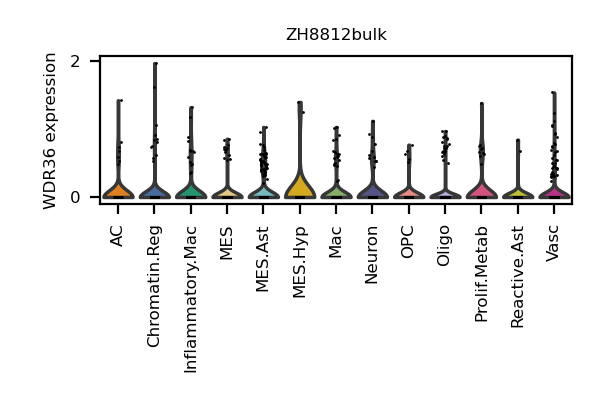 ZH8812bulk
WDR36 expression
2
0
AC
Chromatin.Reg
Inflammatory.Mac
MES
MES.Ast
MES.Hyp
Mac
Neuron
OPC
Oligo
Prolif.Metab
Reactive.Ast
Vasc